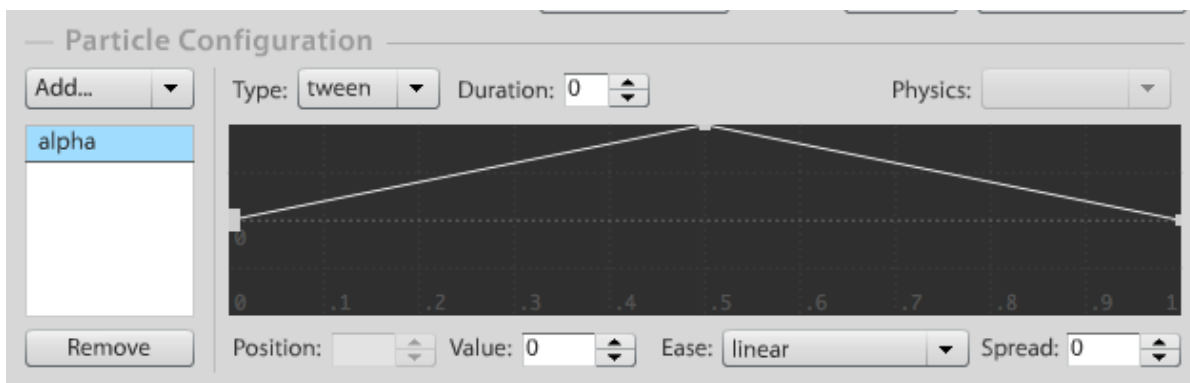 Particle Configuration
Add... Type: tween Duration: 0 Physics:
alpha
0
0 .1 .2 .3 .4 .5 .6 .7 .8 .9 1
Remove Position: Value: 0 Ease: linear Spread: 0